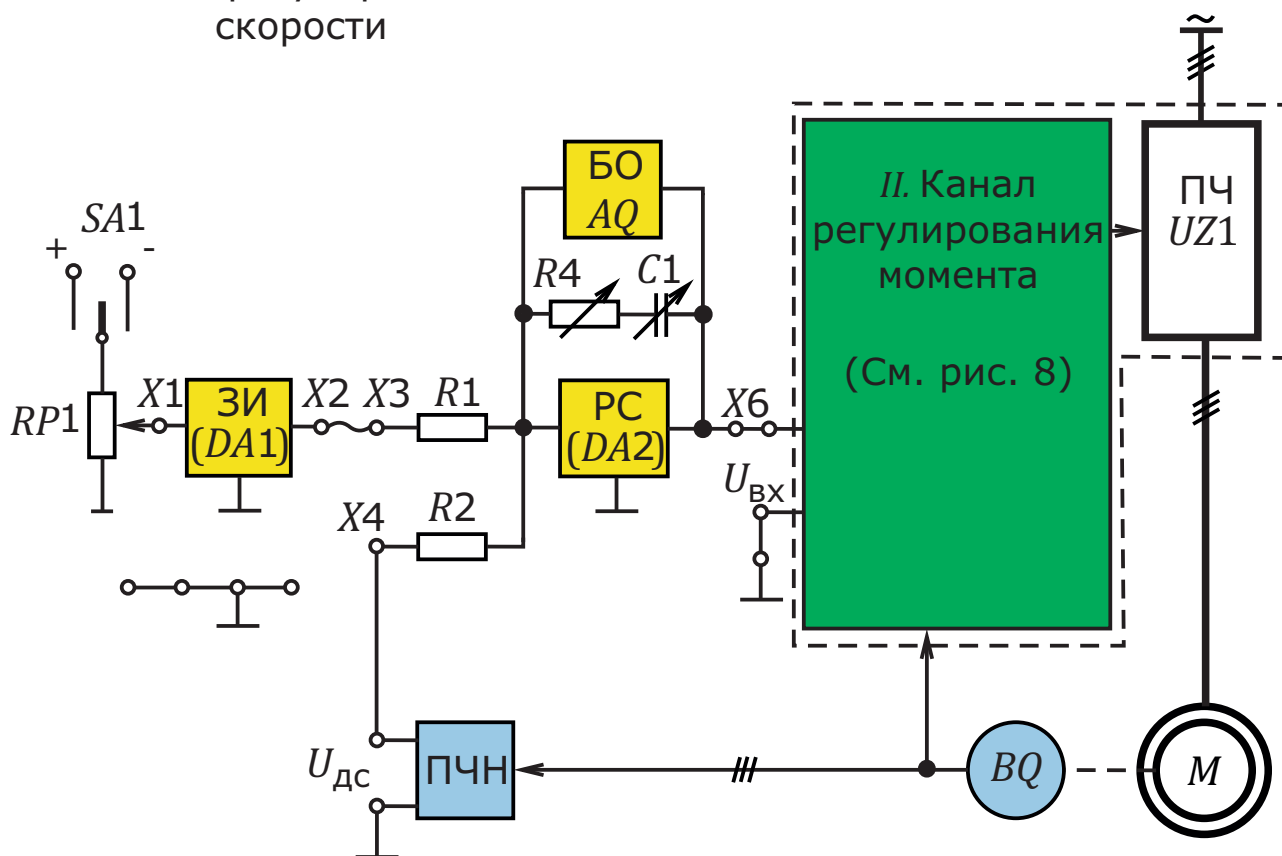 скорости
~
БО
AQ
SA1
+ -
R4 C1
II. Канал
регулирования
момента
(См. рис. 8)
ПЧ
UZ1
RP1
X1
ЗИ
(DA1)
X2 X3 R1
РС
(DA2)
X6
Uвх
X4 R2
Uдс
ПЧН
BQ
M